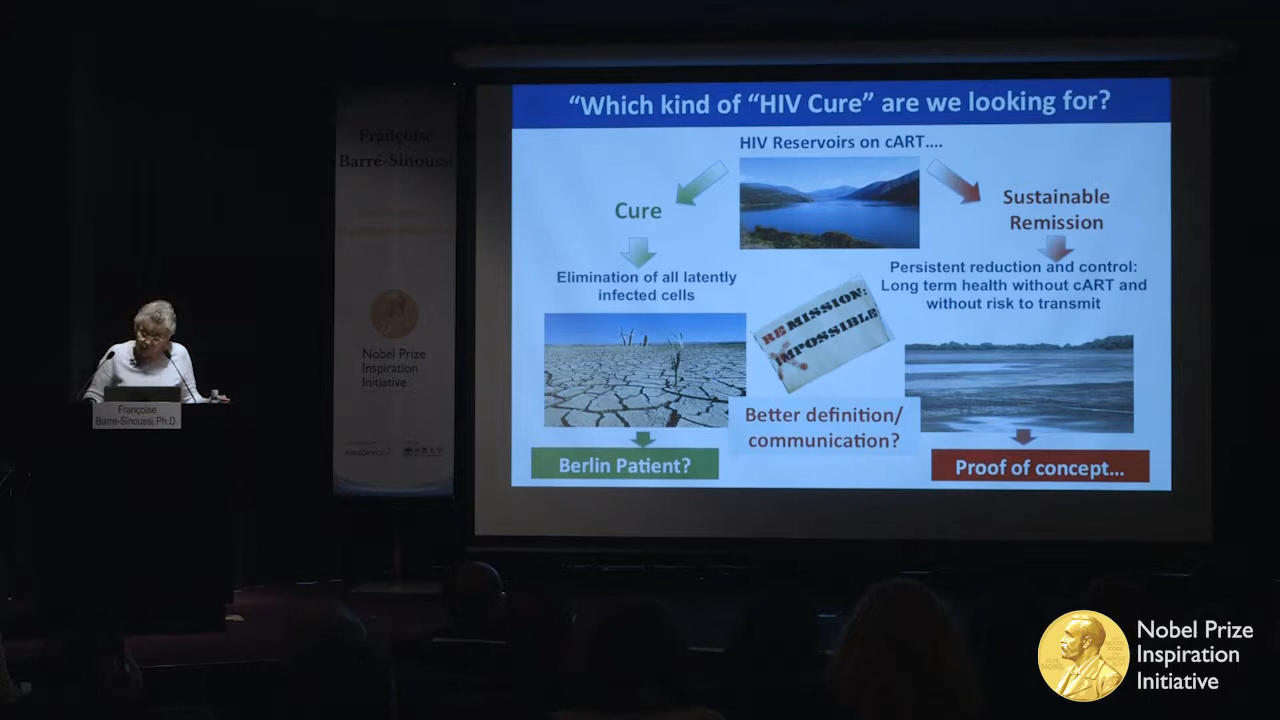 “Which kind of “HIV Cure” are we looking for?
HIV Reservoirs on cART....
Cure
Sustainable
Remission
Elimination of all latently
infected cells
Persistent reduction and control:
Long term health without cART and
without risk to transmit
REMISSION:
IMPOSSIBLE
Better definition/
communication?
Berlin Patient?
Proof of concept...
Françoise
Barré-Sinoussi
Nobel Prize
Inspiration
Initiative
Françoise
Barre-Sinoussi, Ph.D.
Nobel Prize
Inspiration
Initiative